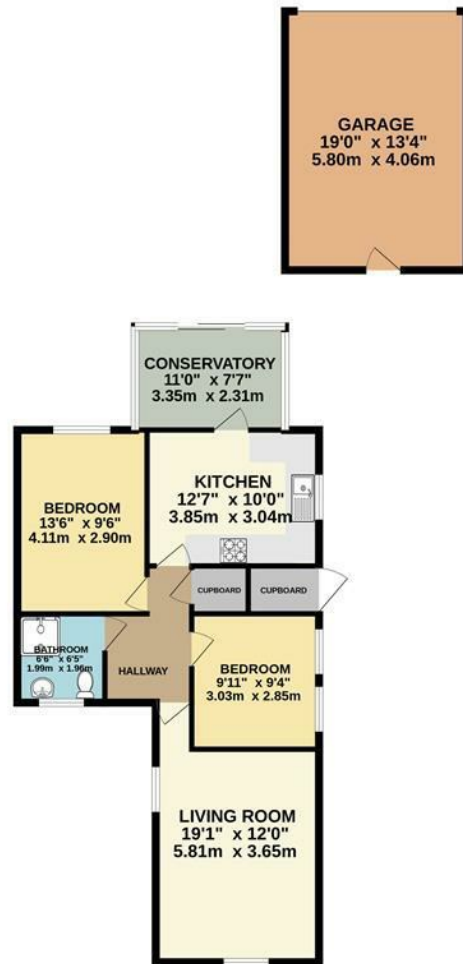 GARAGE
19'0" x 13'4"
5.80m x 4.06m
CONSERVATORY
11'0" x 7'7"
3.35m x 2.31m
KITCHEN
12'7" x 10'0"
3.85m x 3.04m
BEDROOM
13'6" x 9'6"
4.11m x 2.90m
CUPBOARD
CUPBOARD
BATHROOM
6'6" x 6'5"
1.99m x 1.96m
HALLWAY
BEDROOM
9'11" x 9'4"
3.03m x 2.85m
LIVING ROOM
19'1" x 12'0"
5.81m x 3.65m